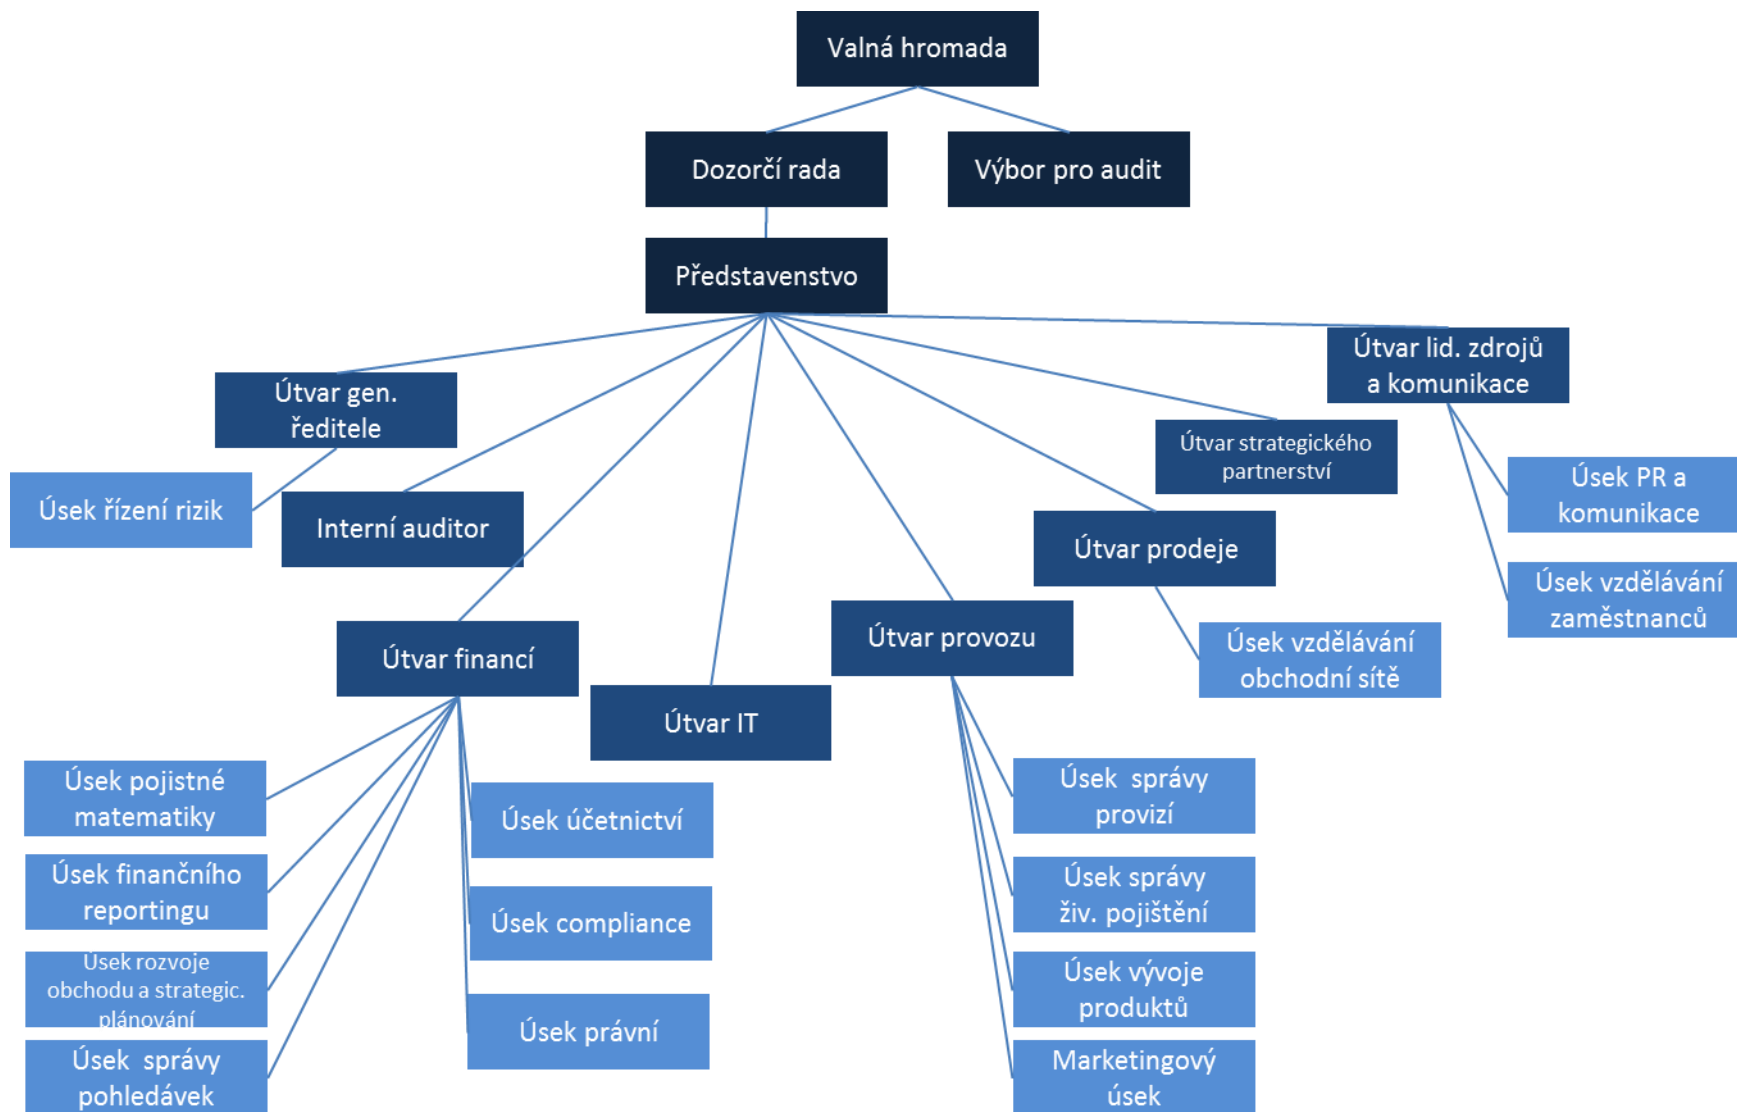 Valná hromada
Dozorčí rada
Výbor pro audit
Představenstvo
Útvar lid. zdrojů
a komunikace
Útvar gen.
ředitele
Útvar strategického
partnerství
Úsek PR a
komunikace
Úsek řízení rizik
Interní auditor
Útvar prodeje
Úsek vzdělávání
zaměstnanců
Útvar financí
Útvar provozu
Úsek vzdělávání
obchodní sítě
Útvar IT
Úsek pojistné
matematiky
Úsek účetnictví
Úsek  správy
provizí
Úsek finančního
reportingu
Úsek compliance
Úsek správy
živ. pojištění
Úsek rozvoje
obchodu a strategic.
plánování
Úsek právní
Úsek vývoje
produktů
Úsek  správy
pohledávek
Marketingový
úsek